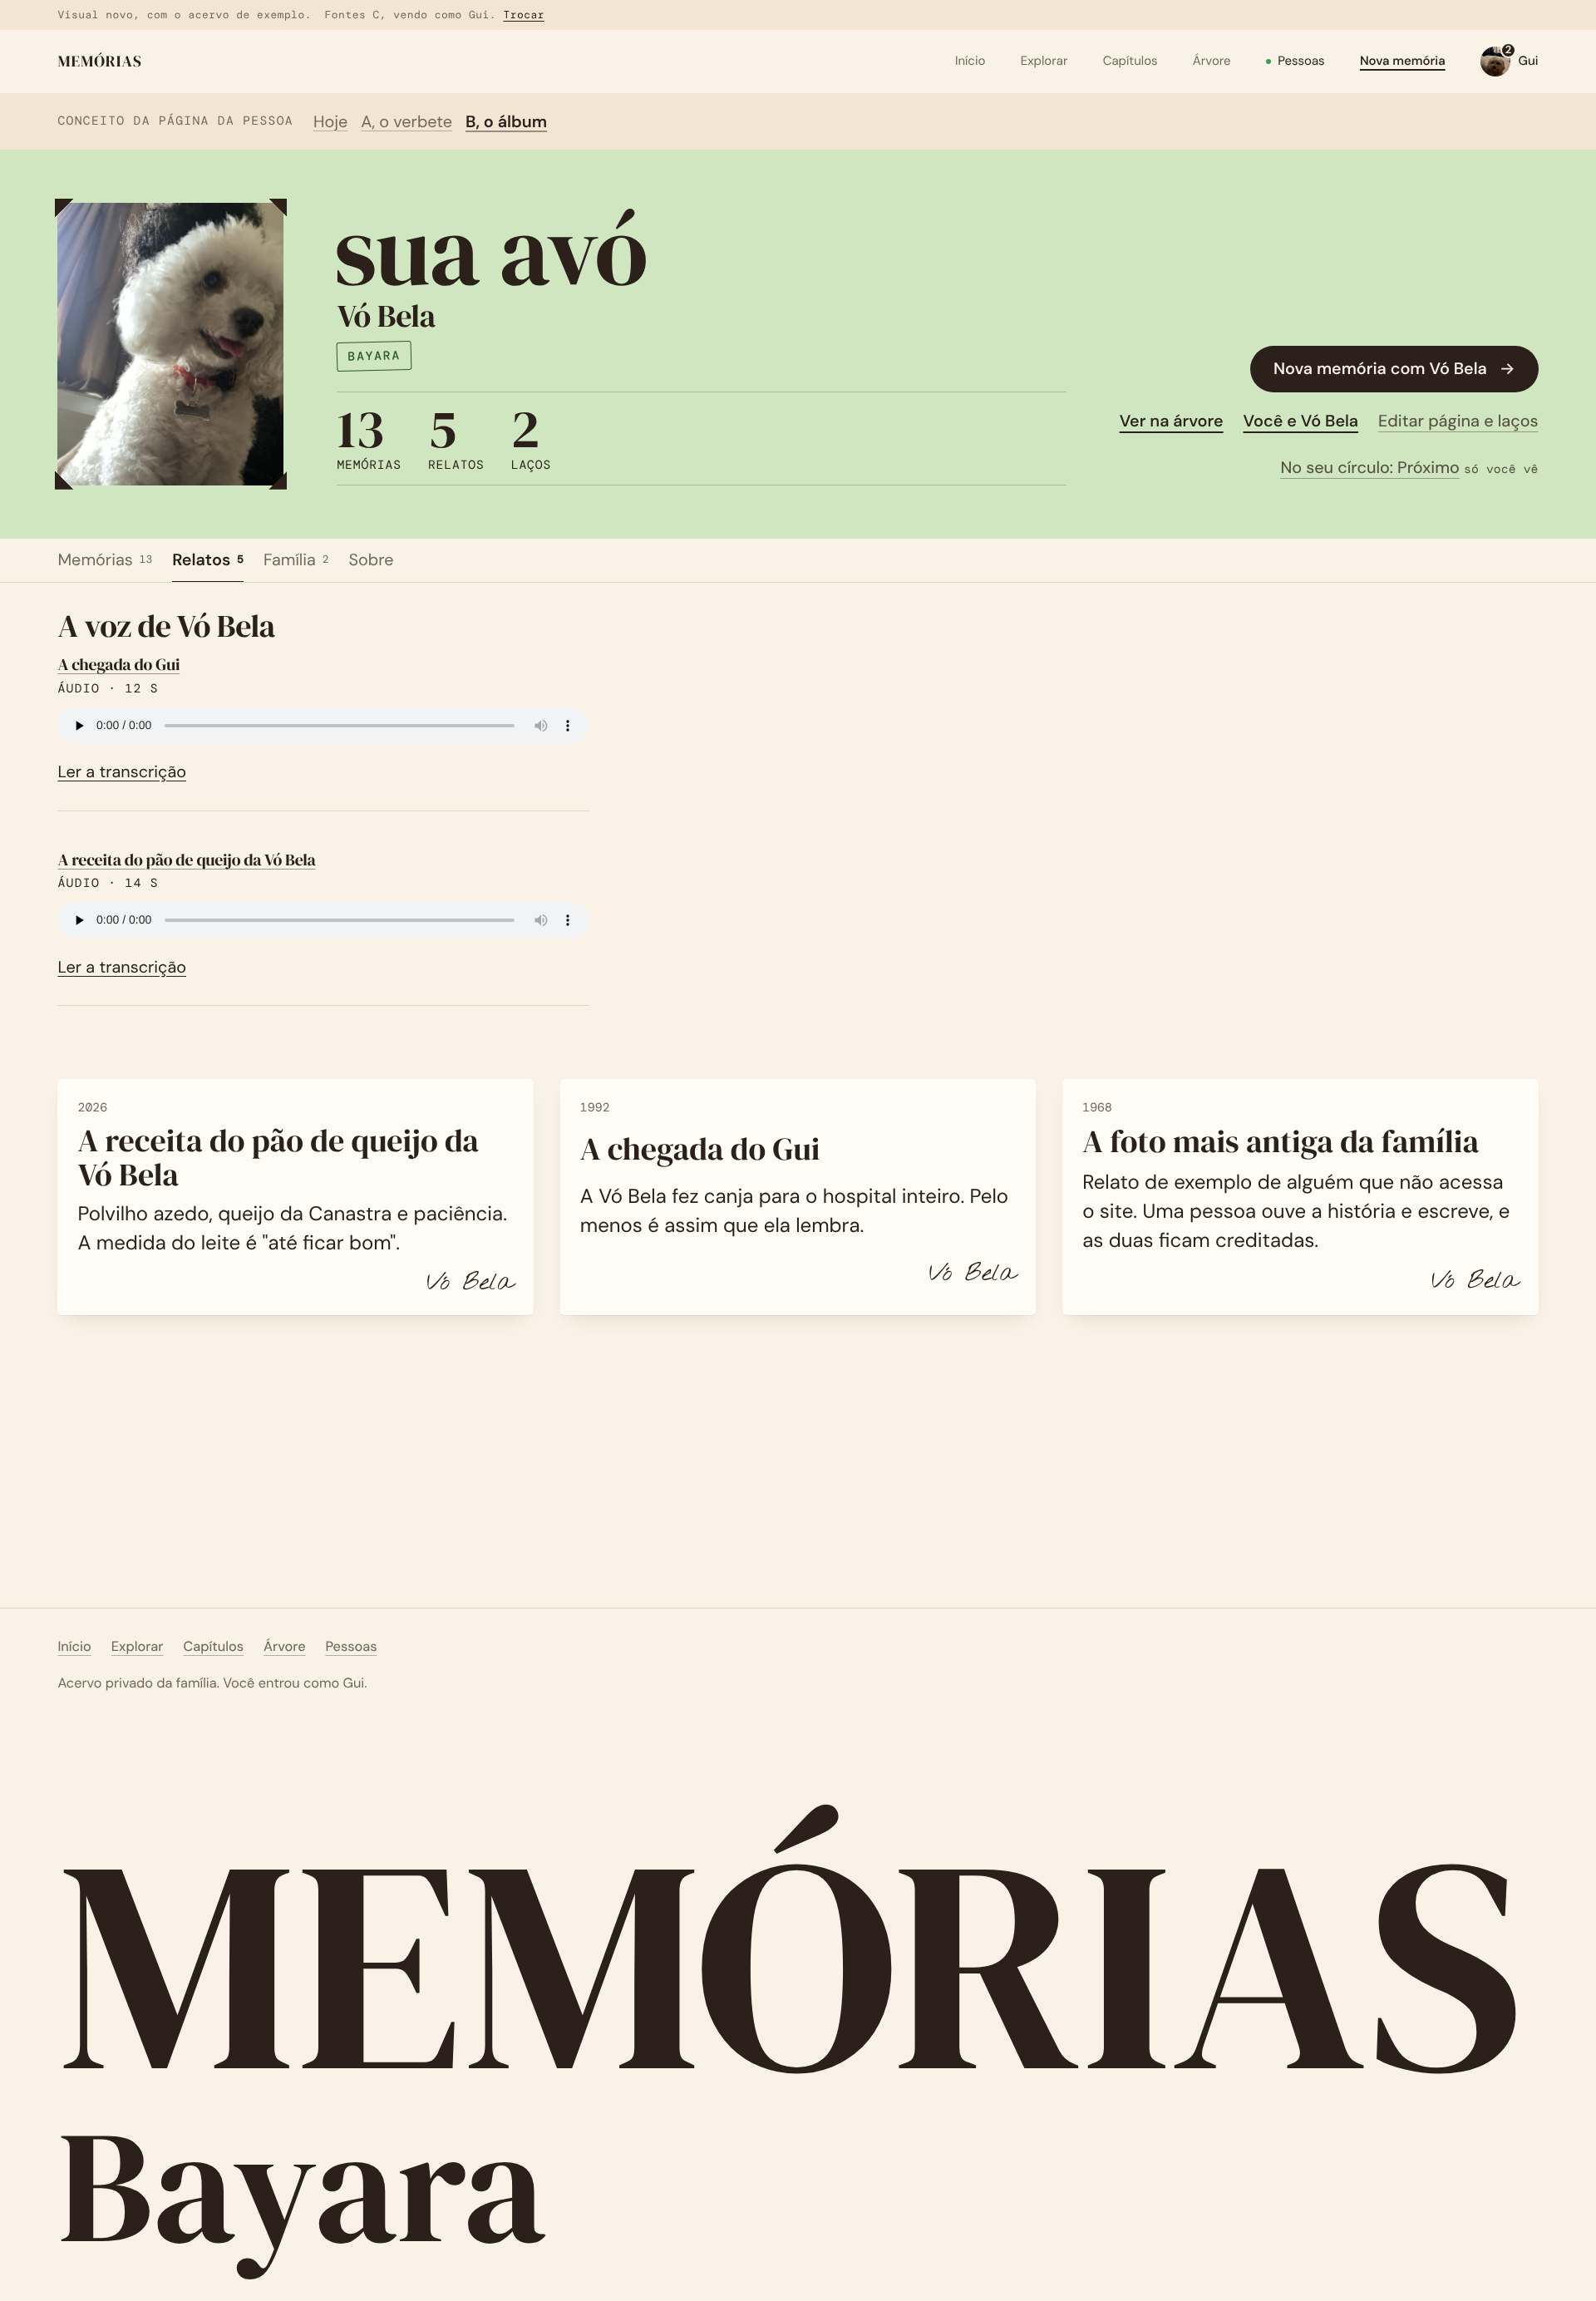 Visual novo, com o acervo de exemplo. Fontes C, vendo como Gui. Trocar
MEMÓRIAS
Início Explorar Capítulos Árvore Pessoas Nova memória 2 Gui
CONCEITO DA PÁGINA DA PESSOA Hoje A, o verbete B, o álbum
sua avó
Vó Bela
BAYARA
13 5 2
MEMÓRIAS RELATOS LAÇOS
Nova memória com Vó Bela →
Ver na árvore Você e Vó Bela Editar página e laços
No seu círculo: Próximo só você vê
Memórias 13 Relatos 5 Família 2 Sobre
A voz de Vó Bela
A chegada do Gui
ÁUDIO · 12 S
0:00 / 0:00
Ler a transcrição
A receita do pão de queijo da Vó Bela
ÁUDIO · 14 S
0:00 / 0:00
Ler a transcrição
2026
A receita do pão de queijo da
Vó Bela
Polvilho azedo, queijo da Canastra e paciência.
A medida do leite é "até ficar bom".
Vó Bela
1992
A chegada do Gui
A Vó Bela fez canja para o hospital inteiro. Pelo
menos é assim que ela lembra.
Vó Bela
1968
A foto mais antiga da família
Relato de exemplo de alguém que não acessa
o site. Uma pessoa ouve a história e escreve, e
as duas ficam creditadas.
Vó Bela
Início Explorar Capítulos Árvore Pessoas
Acervo privado da família. Você entrou como Gui.
MEMÓRIAS
Bayara